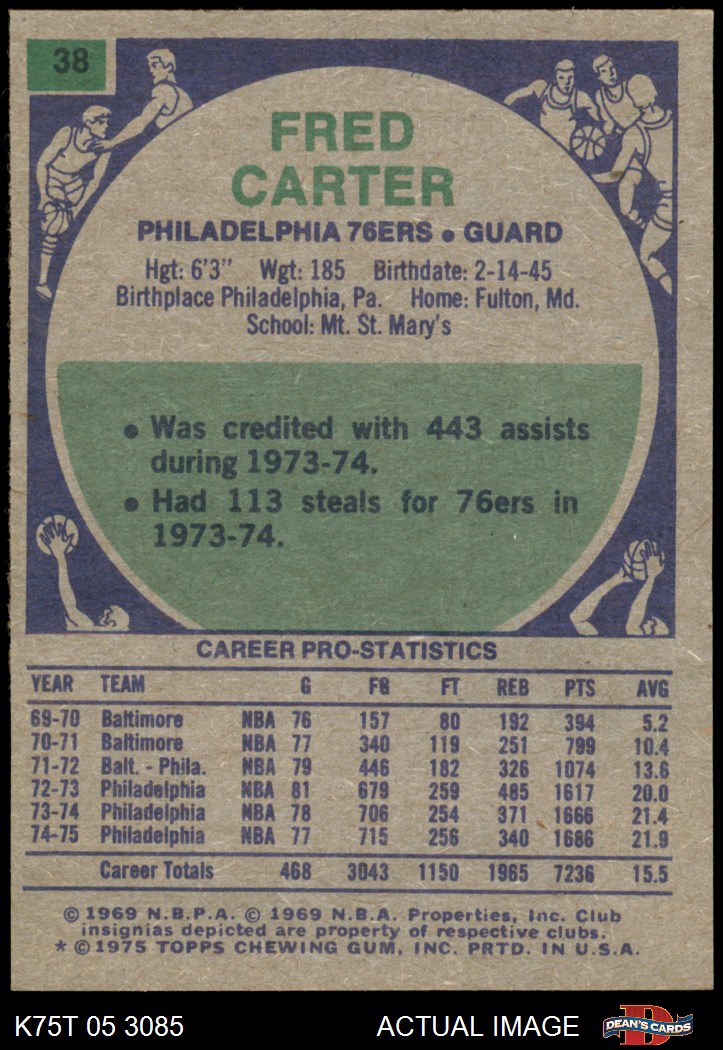 38
FRED
CARTER
PHILADELPHIA 76ERS • GUARD
Hgt: 6'3" Wgt: 185 Birthdate: 2-14-45
Birthplace Philadelphia, Pa. Home: Fulton, Md.
School: Mt. St. Mary's
• Was credited with 443 assists
during 1973-74.
• Had 113 steals for 76ers in
1973-74.
CAREER PRO-STATISTICS
YEAR TEAM G FG FT REB PTS AVG
69-70 Baltimore NBA 76 157 80 192 394 5.2
70-71 Baltimore NBA 77 340 119 251 799 10.4
71-72 Balt. - Phila. NBA 79 446 182 326 1074 13.6
72-73 Philadelphia NBA 81 679 259 485 1617 20.0
73-74 Philadelphia NBA 78 706 254 371 1666 21.4
74-75 Philadelphia NBA 77 715 256 340 1686 21.9
Career Totals 468 3043 1150 1965 7236 15.5
© 1969 N.B.P.A. © 1969 N.B.A. Properties, Inc. Club
insignias depicted are property of respective clubs.
* © 1975 TOPPS CHEWING GUM, INC. PRTD. IN U.S.A.
K75T 05 3085 ACTUAL IMAGE D DEAN'S CARDS